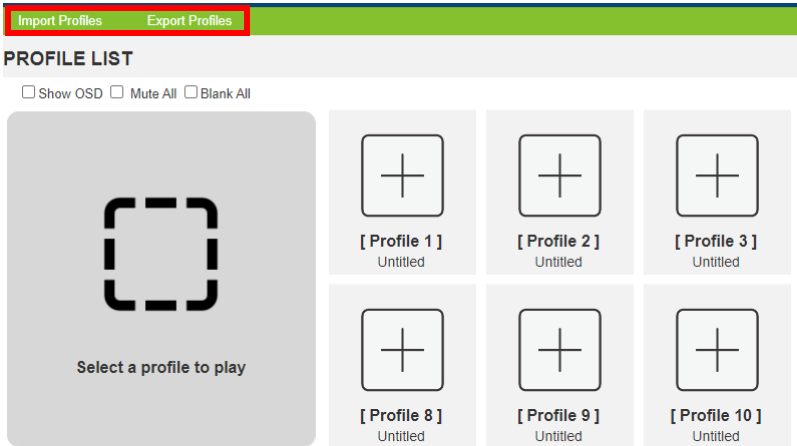 Import Profiles Export Profiles
PROFILE LIST
Show OSD Mute All Blank All
Select a profile to play
[ Profile 1 ] [ Profile 2 ] [ Profile 3 ]
Untitled Untitled Untitled
[ Profile 8 ] [ Profile 9 ] [ Profile 10 ]
Untitled Untitled Untitled